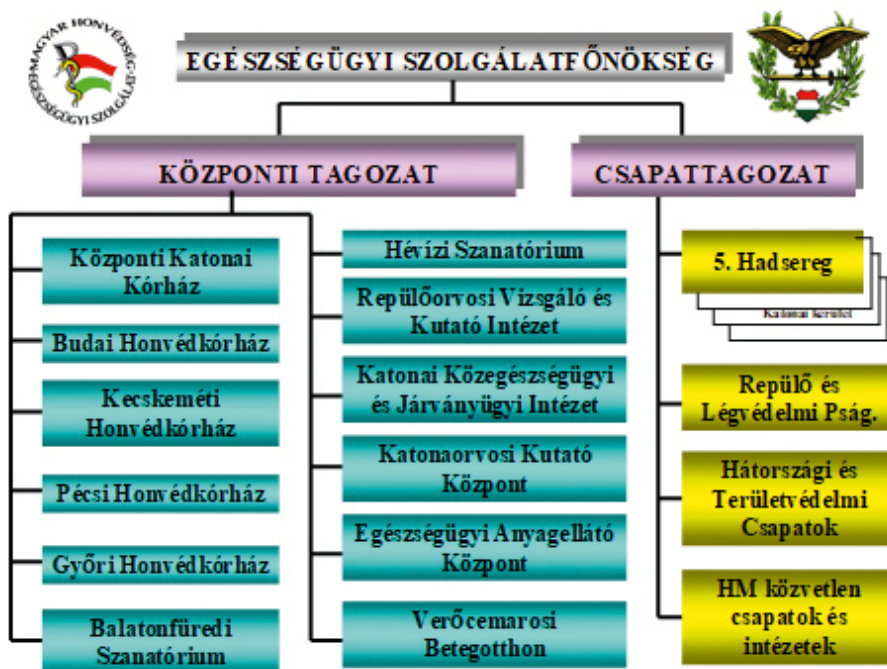 MAGYAR HONVÉDSÉG
EGÉSZSÉGÜGYI SZOLGÁLAT
EGÉSZSÉGÜGYI SZOLGÁLATFŐNÖKSÉG
KÖZPONTI TAGOZAT
CSAPATTAGOZAT
Központi Katonai
Kórház
Budai Honvédkórház
Kecskeméti
Honvédkórház
Pécsi Honvédkórház
Győri Honvédkórház
Balatonfüredi
Szanatórium
Hévízi Szanatórium
Repülőorvosi Vizsgáló és
Kutató Intézet
Katonai Közegészségügyi
és Járványügyi Intézet
Katonaorvosi Kutató
Központ
Egészségügyi Anyagellátó
Központ
Verőcemarosi
Betegotthon
5. Hadsereg
Katonai kerület
Repülő és
Légvédelmi Pság.
Hátországi és
Területvédelmi
Csapatok
HM közvetlen
csapatok és
intézetek